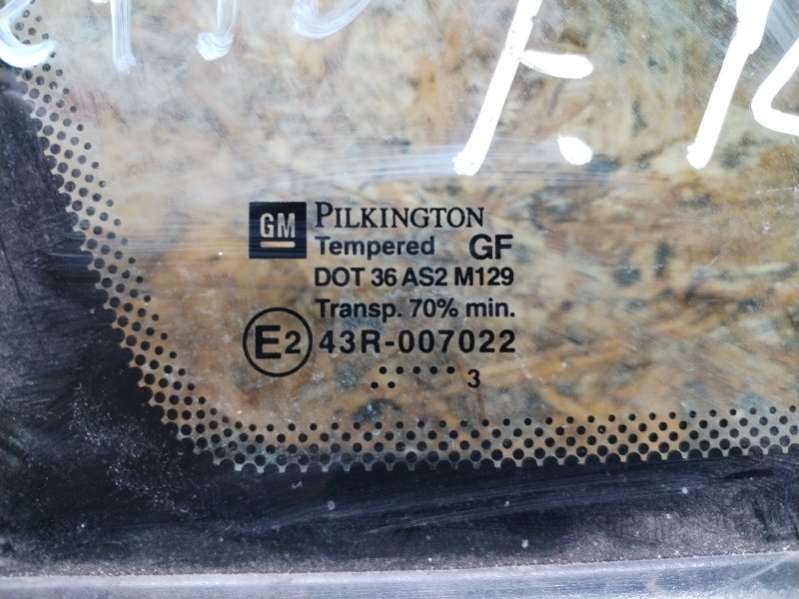 GM PILKINGTON
Tempered GF
DOT 36 AS2 M129
Transp. 70% min.
E2 43R-007022
3